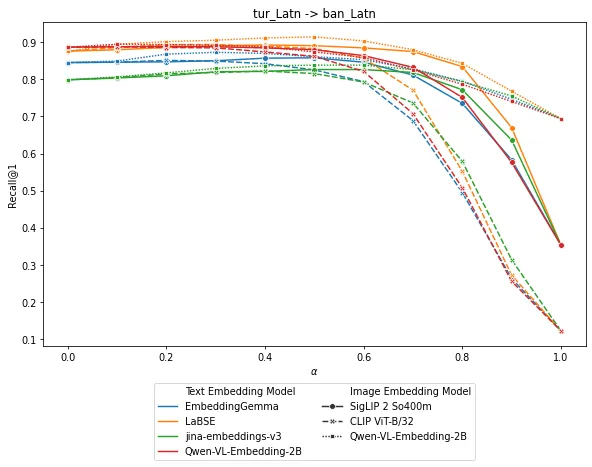 tur_Latn -> ban_Latn
Recall@1
0.9
0.8
0.7
0.6
0.5
0.4
0.3
0.2
0.1
0.0 0.2 0.4 0.6 0.8 1.0
α
Text Embedding Model
EmbeddingGemma
LaBSE
jina-embeddings-v3
Qwen-VL-Embedding-2B
Image Embedding Model
SigLIP 2 So400m
CLIP ViT-B/32
Qwen-VL-Embedding-2B